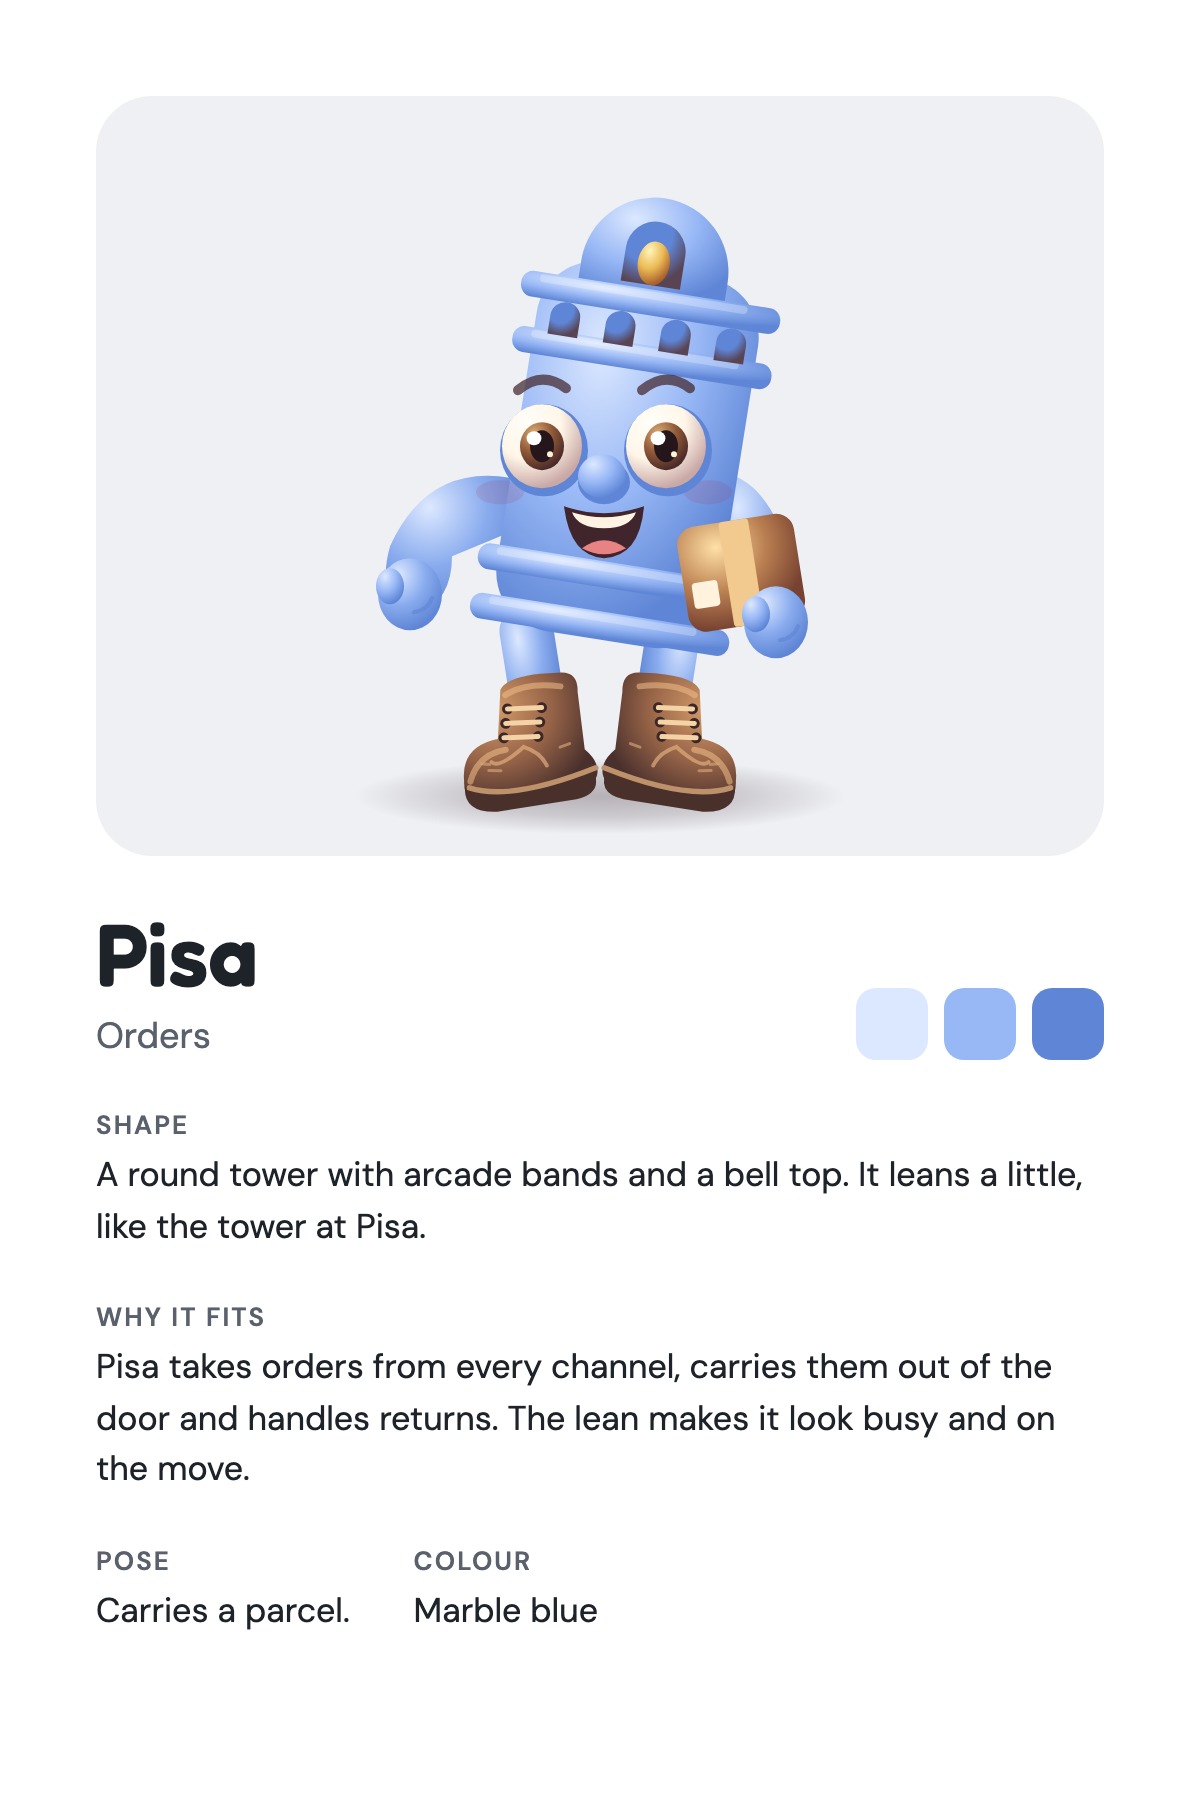 Pisa
Orders
SHAPE
A round tower with arcade bands and a bell top. It leans a little,
like the tower at Pisa.
WHY IT FITS
Pisa takes orders from every channel, carries them out of the
door and handles returns. The lean makes it look busy and on
the move.
POSE
Carries a parcel.
COLOUR
Marble blue